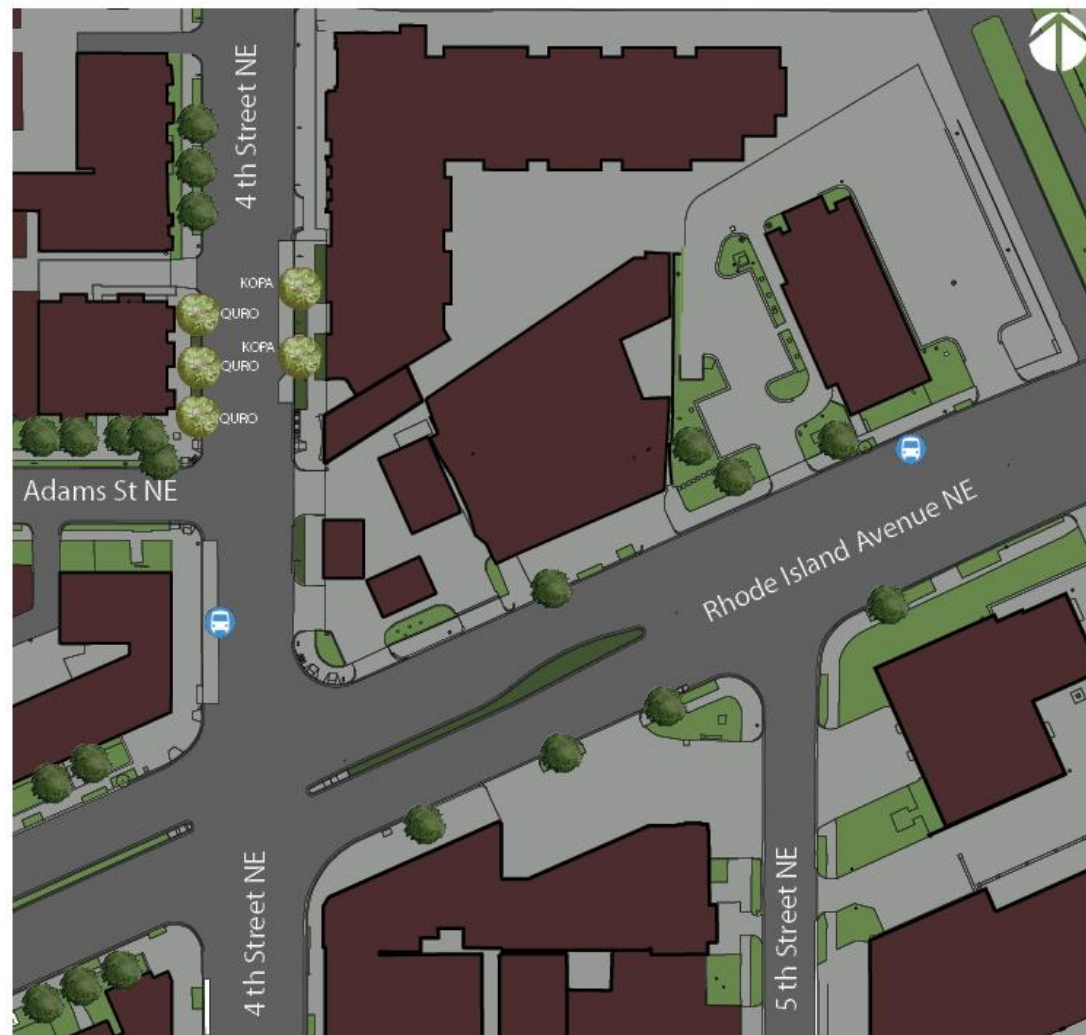 4 th Street NE
KOPA
QURO
KOPA
QURO
QURO
Adams St NE
Rhode Island Avenue NE
4 th Street NE
5 th Street NE